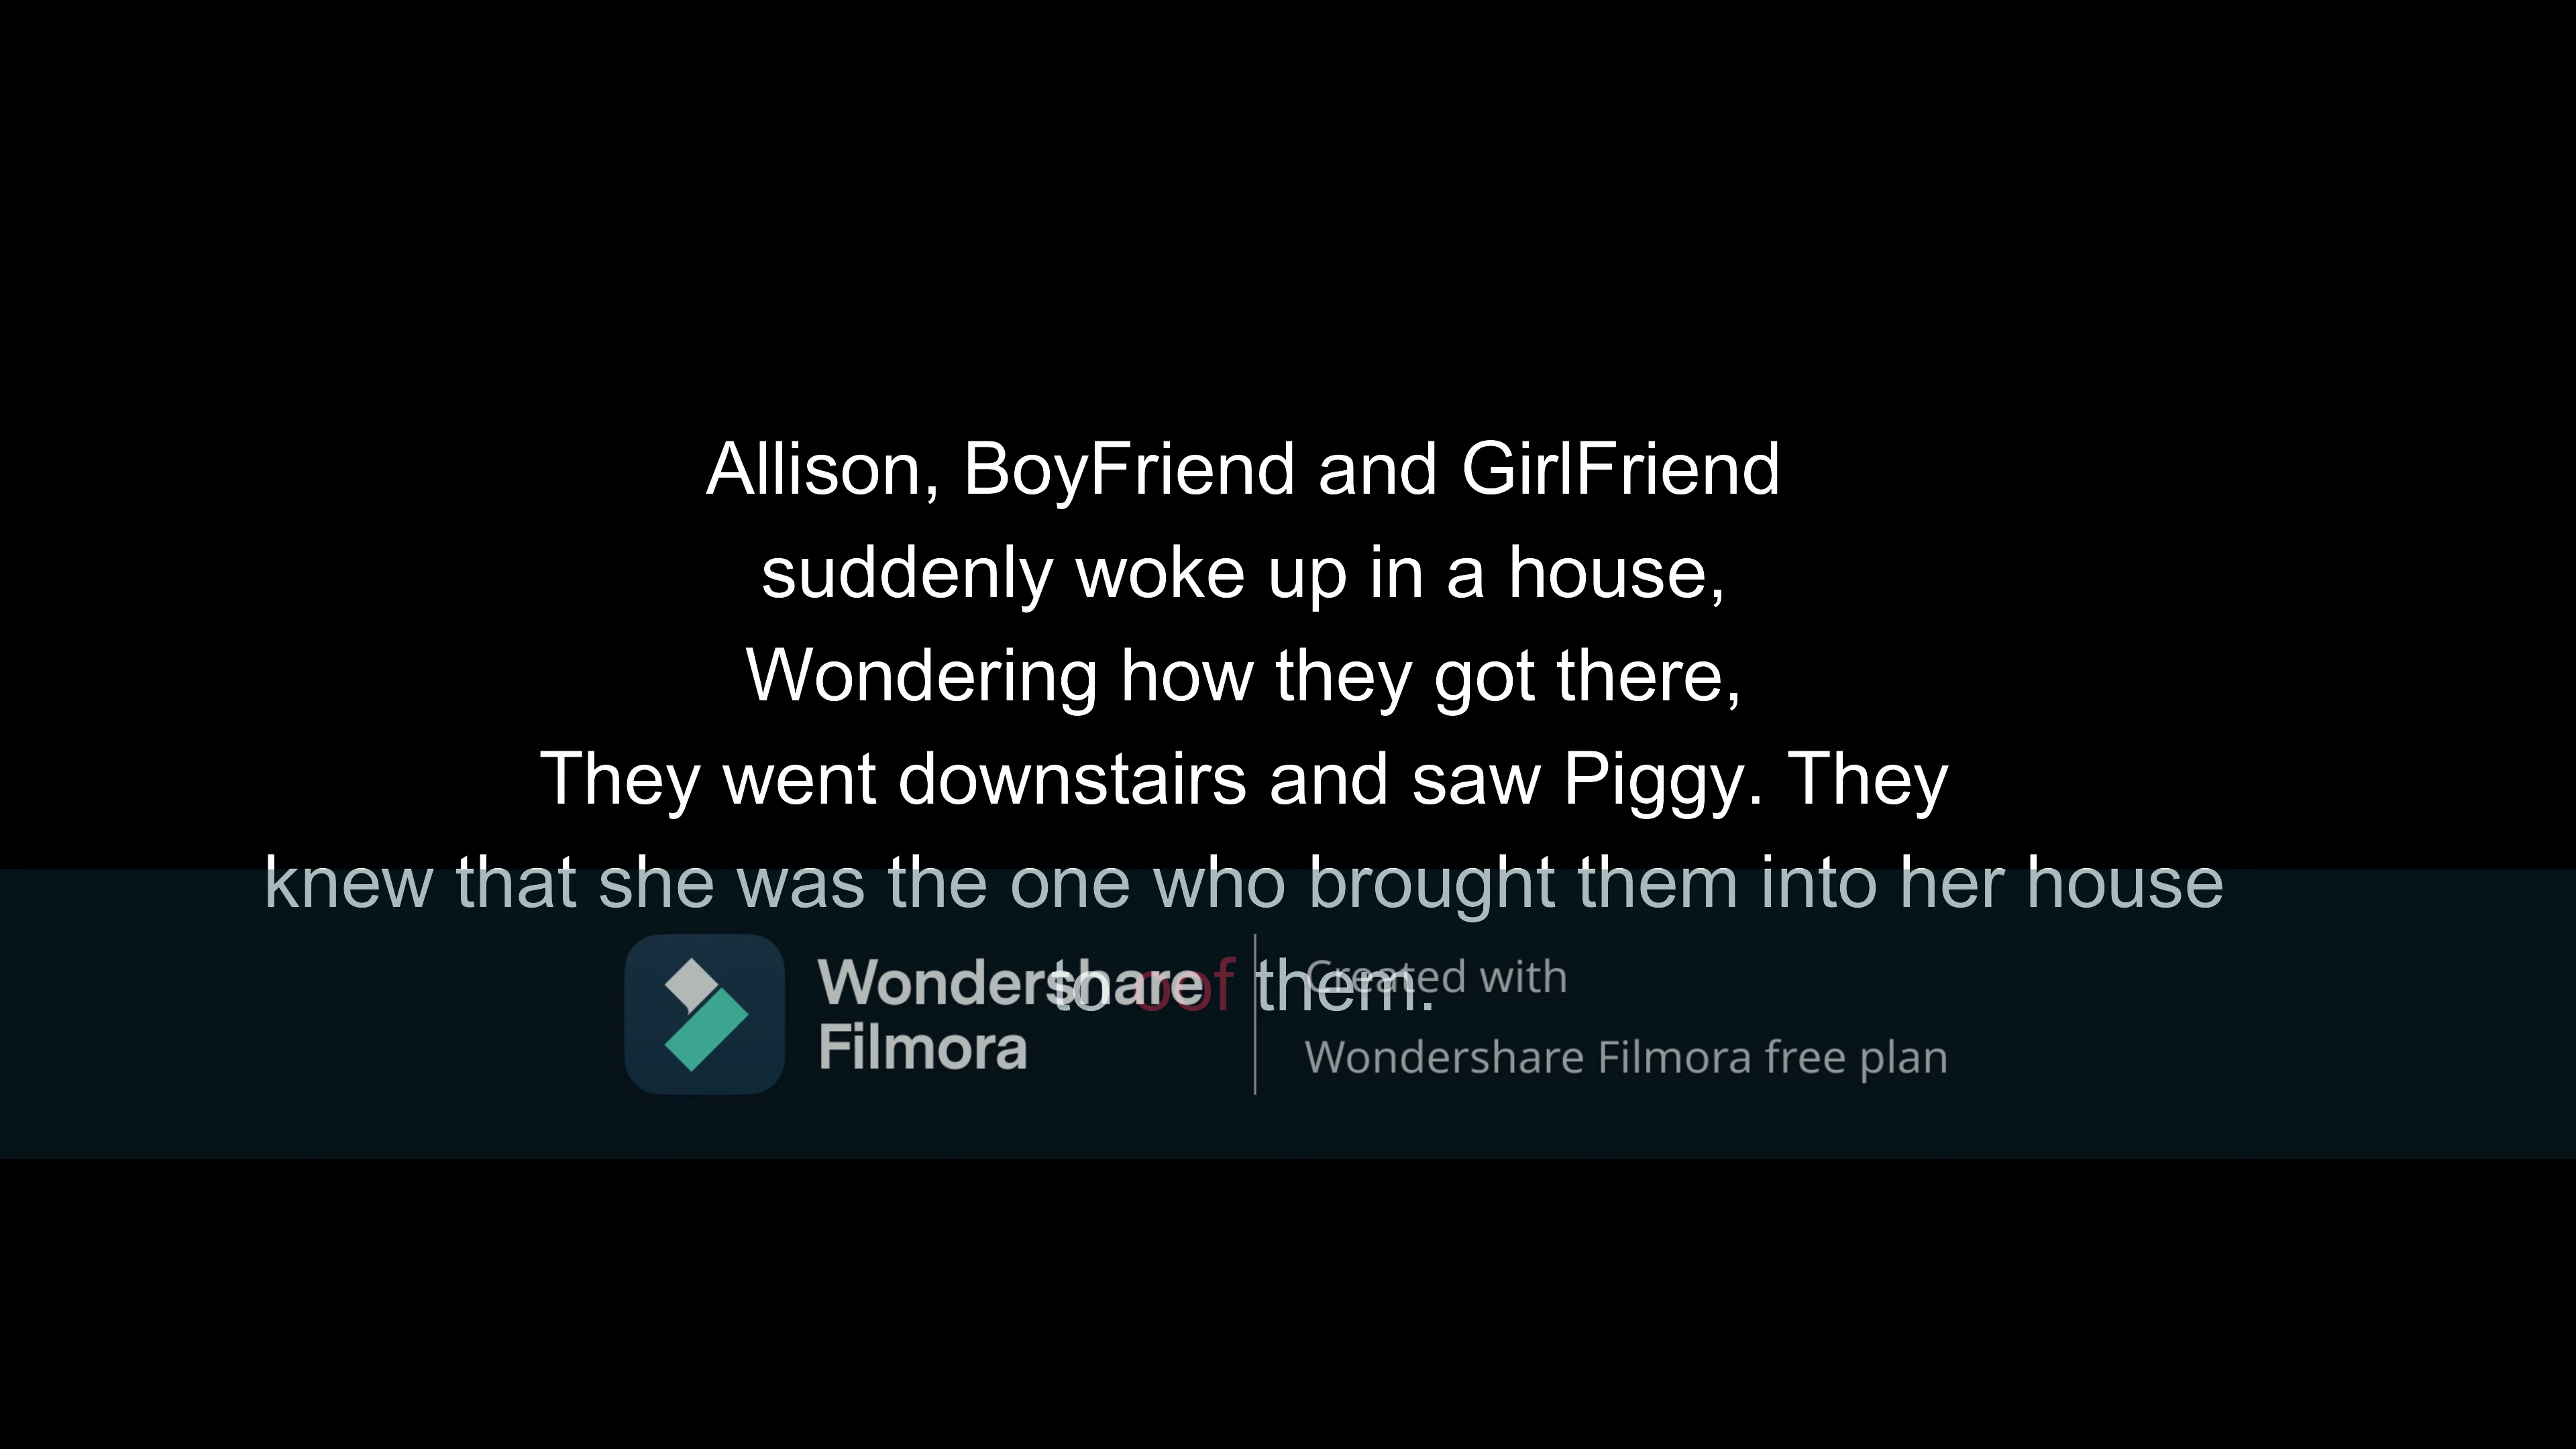 Allison, BoyFriend and GirlFriend
suddenly woke up in a house,
Wondering how they got there,
They went downstairs and saw Piggy. They
knew that she was the one who brought them into her house
to oof them.
Wondershare
Filmora
Created with
Wondershare Filmora free plan